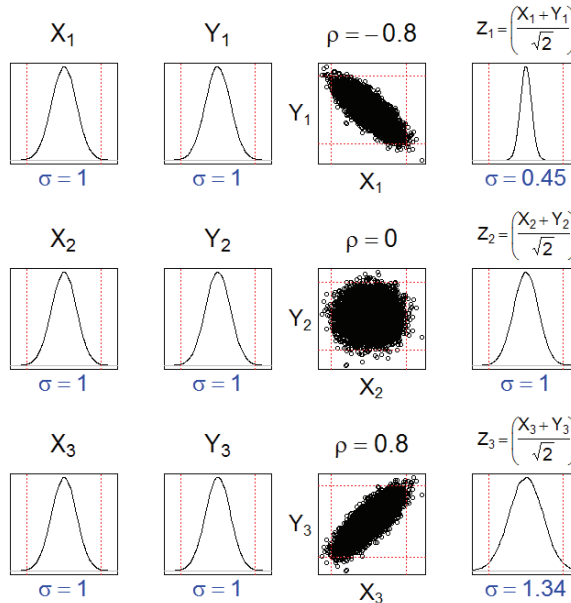 X₁ Y₁ ρ = −0.8 Z₁ = (X₁ + Y₁ / √2)
Y₁
X₁
σ = 1 σ = 1 σ = 0.45
X₂ Y₂ ρ = 0 Z₂ = (X₂ + Y₂ / √2)
Y₂
X₂
σ = 1 σ = 1 σ = 1
X₃ Y₃ ρ = 0.8 Z₃ = (X₃ + Y₃ / √2)
Y₃
X₃
σ = 1 σ = 1 σ = 1.34